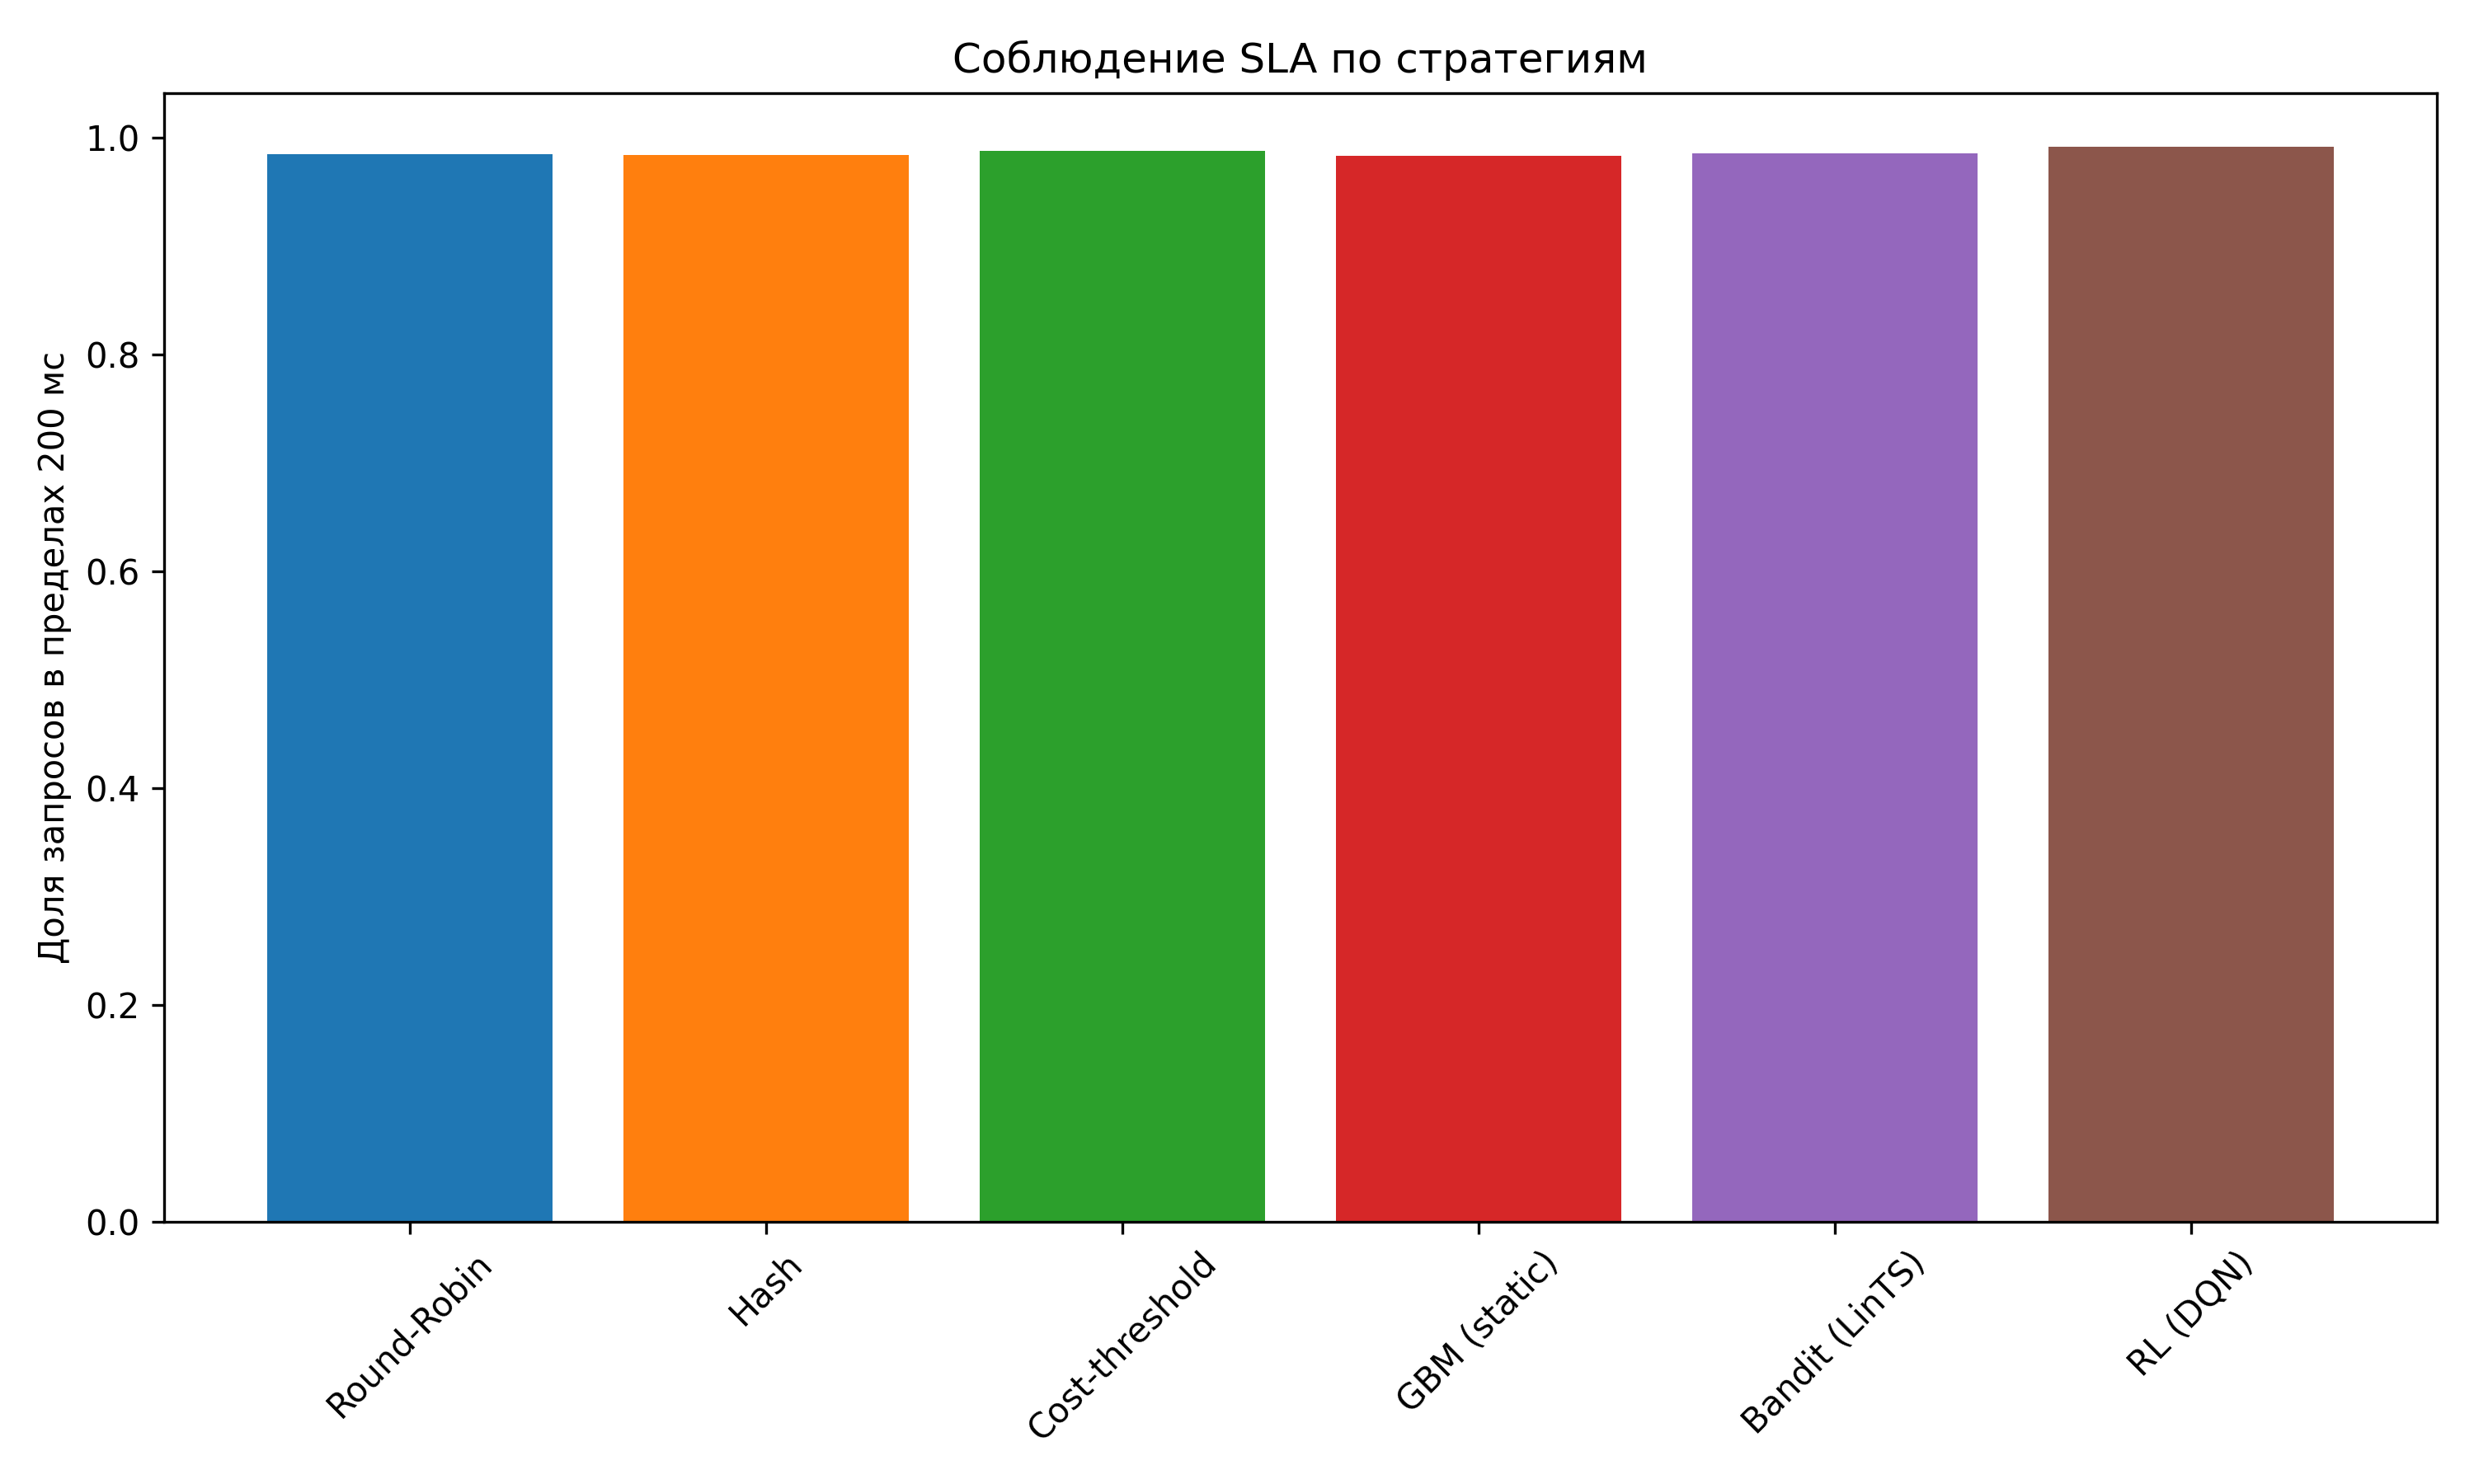 Соблюдение SLA по стратегиям
Доля запросов в пределах 200 мс
1.0
0.8
0.6
0.4
0.2
0.0
Round-Robin
Hash
Cost-threshold
GBM (static)
Bandit (LinTS)
RL (DQN)